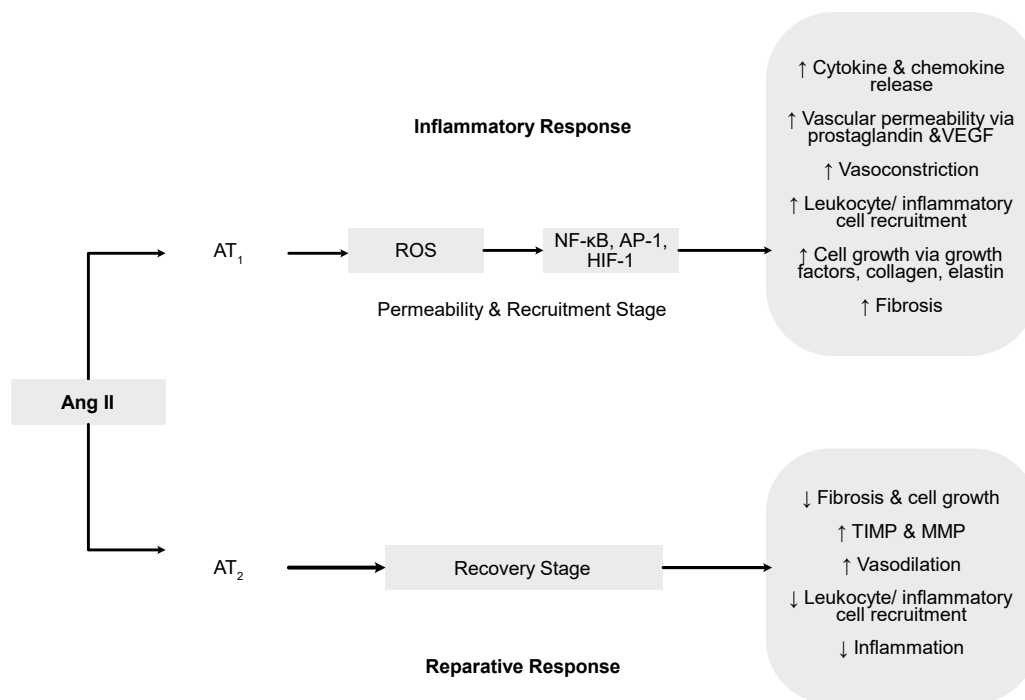 Inflammatory Response
↑ Cytokine & chemokine
release
↑ Vascular permeability via
prostaglandin &VEGF
↑ Vasoconstriction
↑ Leukocyte/ inflammatory
cell recruitment
↑ Cell growth via growth
factors, collagen, elastin
↑ Fibrosis
AT₁
ROS
NF-κB, AP-1,
HIF-1
Permeability & Recruitment Stage
Ang II
AT₂
Recovery Stage
↓ Fibrosis & cell growth
↑ TIMP & MMP
↑ Vasodilation
↓ Leukocyte/ inflammatory
cell recruitment
↓ Inflammation
Reparative Response